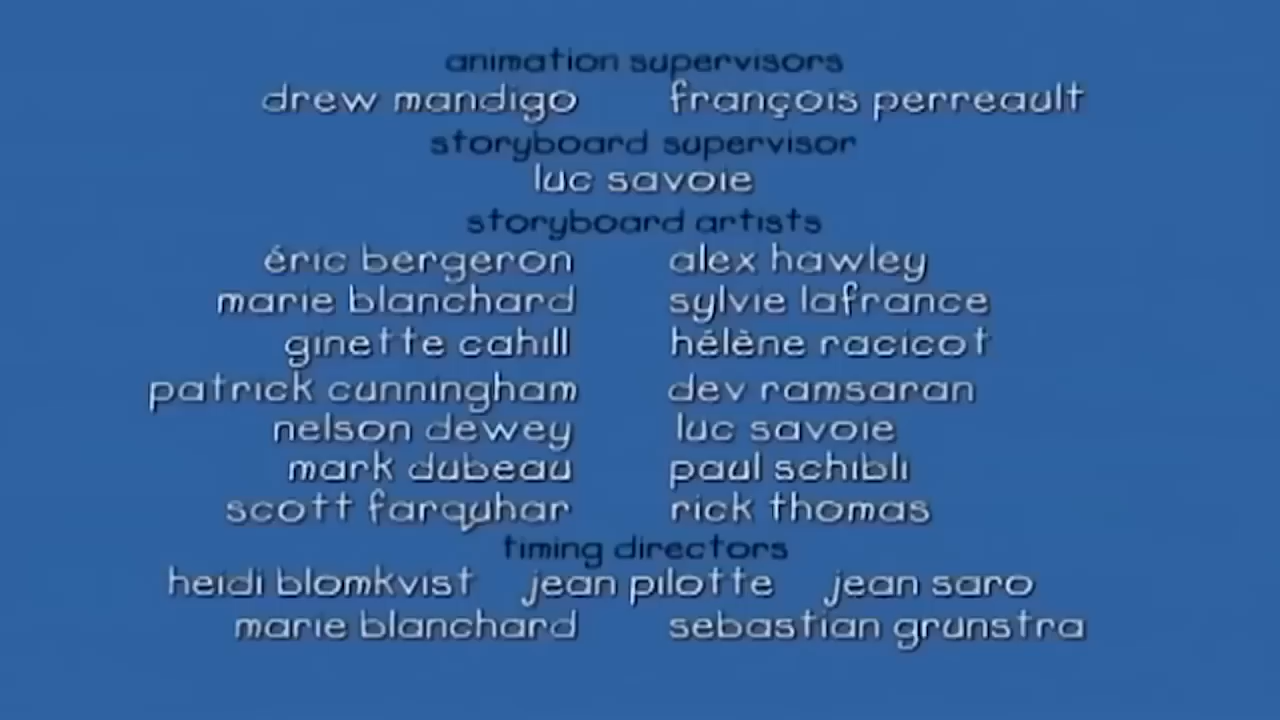 animation supervisors
drew mandigo françois perreault
storyboard supervisor
luc savoie
storyboard artists
éric bergeron alex hawley
marie blanchard sylvie lafrance
ginette cahill hélène racicot
patrick cunningham dev ramsaran
nelson dewey luc savoie
mark dubeau paul schibli
scott farquhar rick thomas
timing directors
heidi blomkvist jean pilotte jean saro
marie blanchard sebastian grunstra